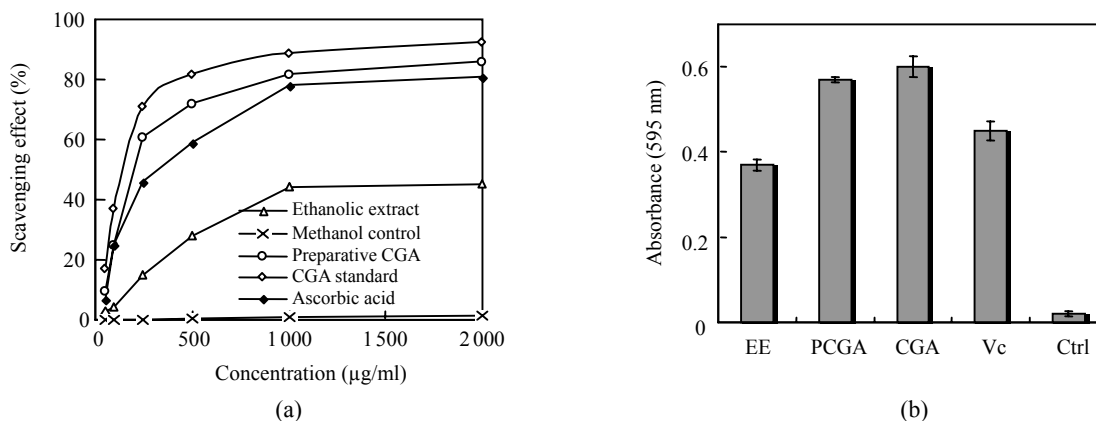 100
80
60
40
20
0
Scavenging effect (%)
Ethanolic extract
Methanol control
Preparative CGA
CGA standard
Ascorbic acid
0 500 1 000 1 500 2 000
Concentration (µg/ml)
(a)
0.6
0.4
0.2
0
Absorbance (595 nm)
EE PCGA CGA Vc Ctrl
(b)